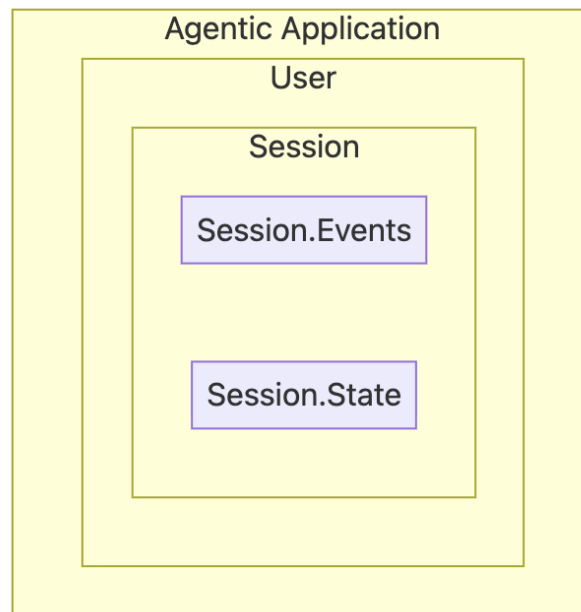 Agentic Application
User
Session
Session.Events
Session.State